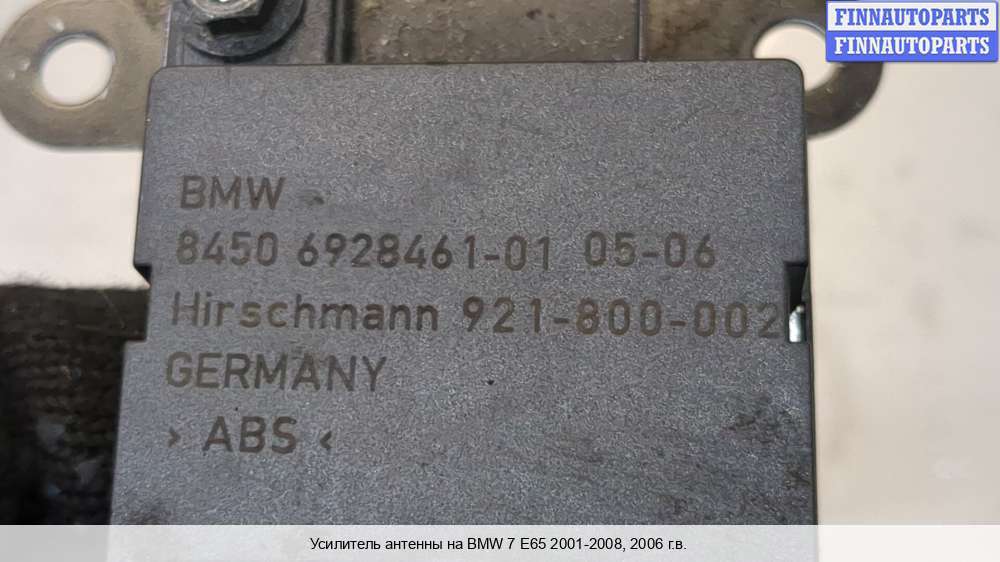 FINNAUTOPARTS
FINNAUTOPARTS
BMW
8450 6928461-01 05-06
Hirschmann 921-800-002
GERMANY
> ABS <
Усилитель антенны на BMW 7 E65 2001-2008, 2006 г.в.